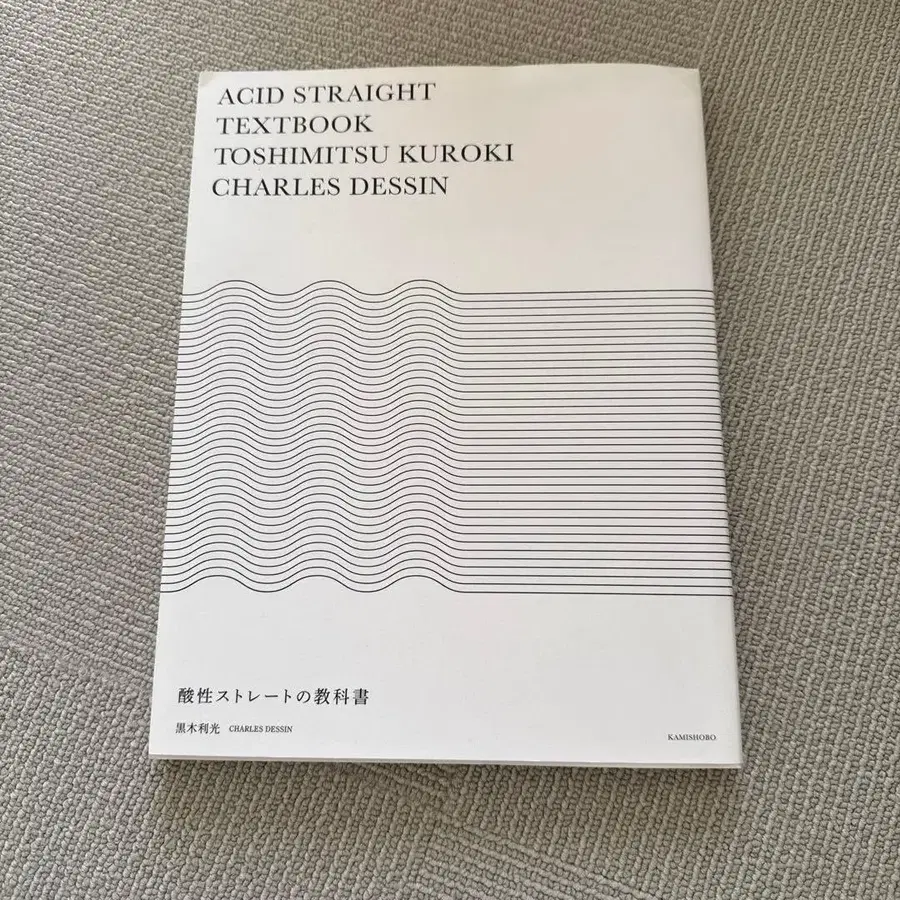 ACID STRAIGHT
TEXTBOOK
TOSHIMITSU KUROKI
CHARLES DESSIN
酸性ストレートの教科書
黒木利光 CHARLES DESSIN
KAMISHOBO